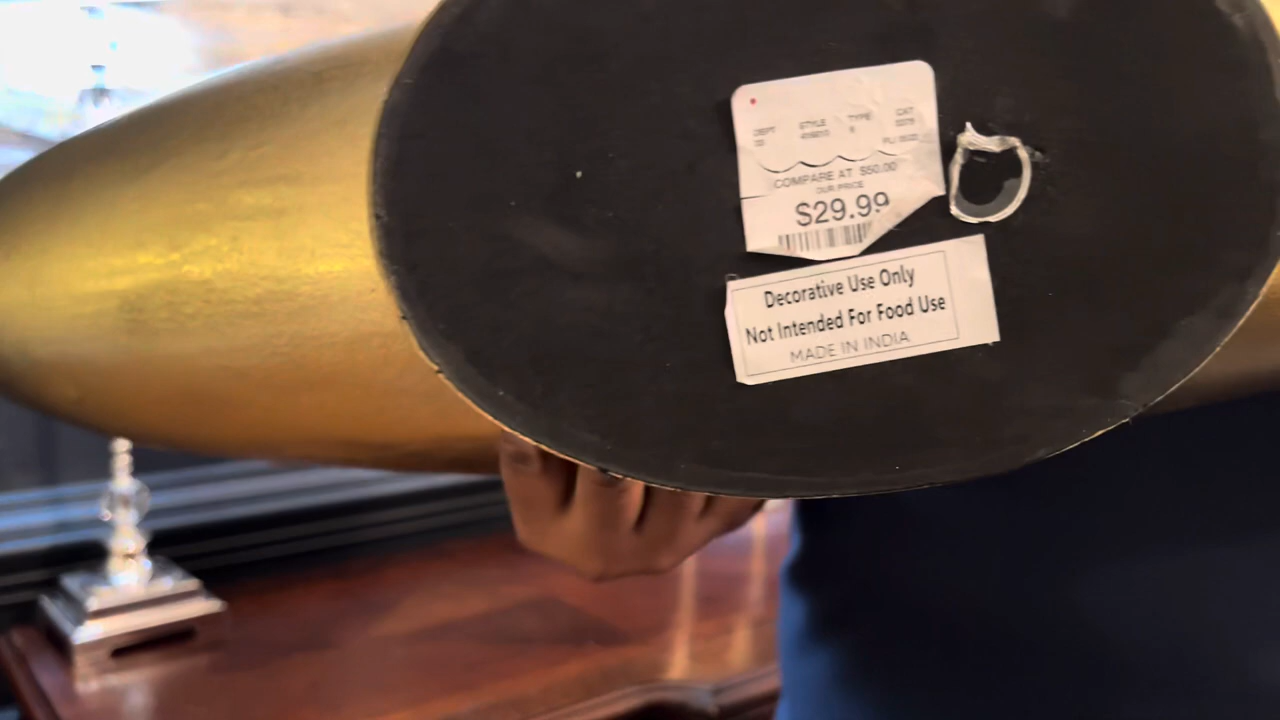 DEPT STYLE TYPE CAT
COMPARE AT $50.00
OUR PRICE
$29.99
Decorative Use Only
Not Intended For Food Use
MADE IN INDIA